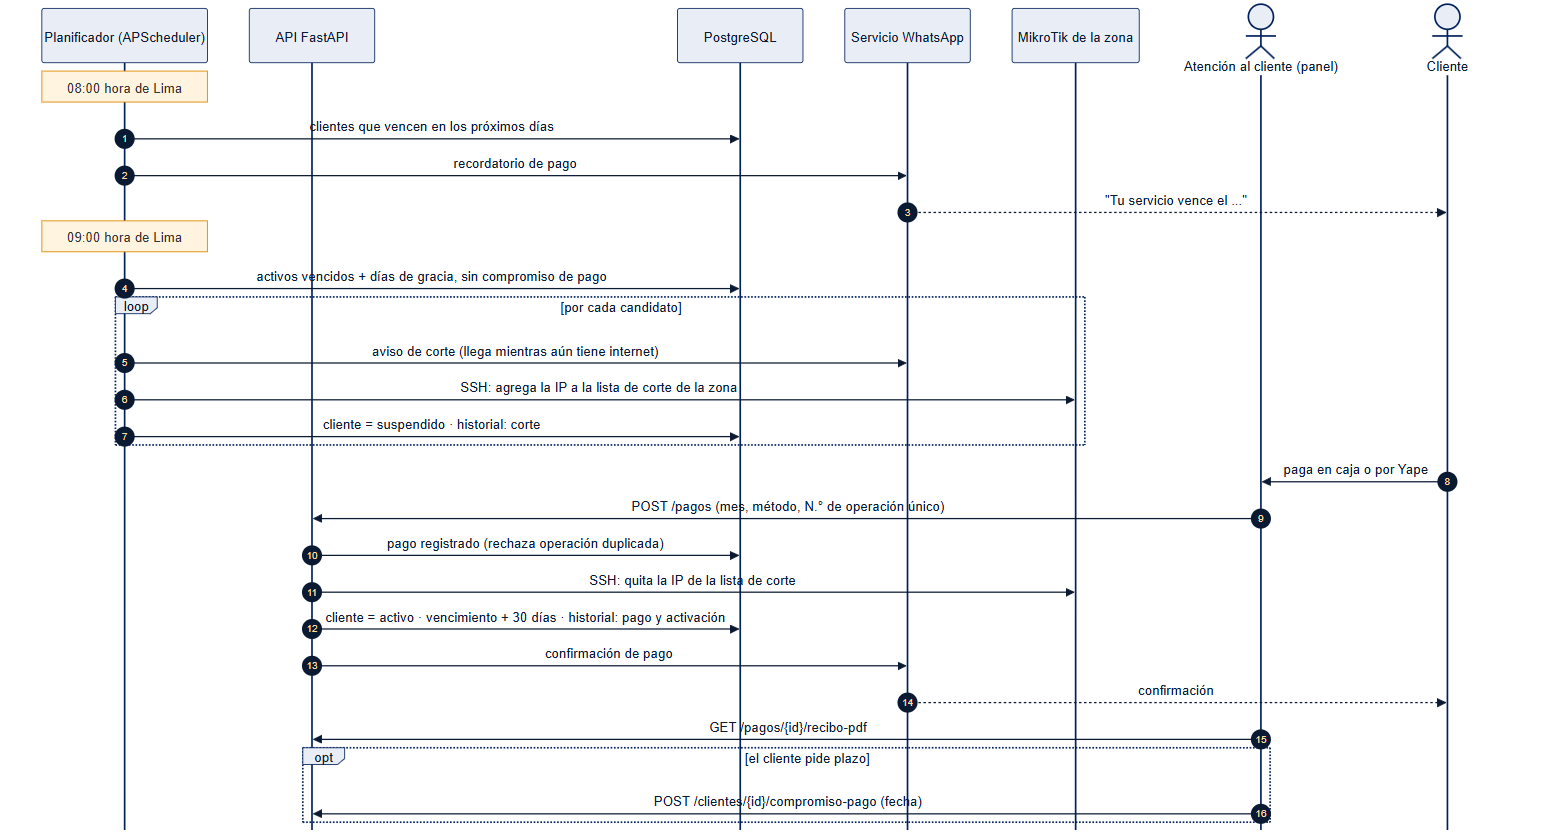 Planificador (APScheduler)
API FastAPI
PostgreSQL
Servicio WhatsApp
MikroTik de la zona
Atención al cliente (panel)
Cliente
08:00 hora de Lima
clientes que vencen en los próximos días
1
recordatorio de pago
2
"Tu servicio vence el ..."
3
09:00 hora de Lima
activos vencidos + días de gracia, sin compromiso de pago
4
loop
[por cada candidato]
aviso de corte (llega mientras aún tiene internet)
5
SSH: agrega la IP a la lista de corte de la zona
6
cliente = suspendido · historial: corte
7
paga en caja o por Yape
8
POST /pagos (mes, método, N.° de operación único)
9
pago registrado (rechaza operación duplicada)
10
SSH: quita la IP de la lista de corte
11
cliente = activo · vencimiento + 30 días · historial: pago y activación
12
confirmación de pago
13
confirmación
14
GET /pagos/{id}/recibo-pdf
15
opt
[el cliente pide plazo]
POST /clientes/{id}/compromiso-pago (fecha)
16